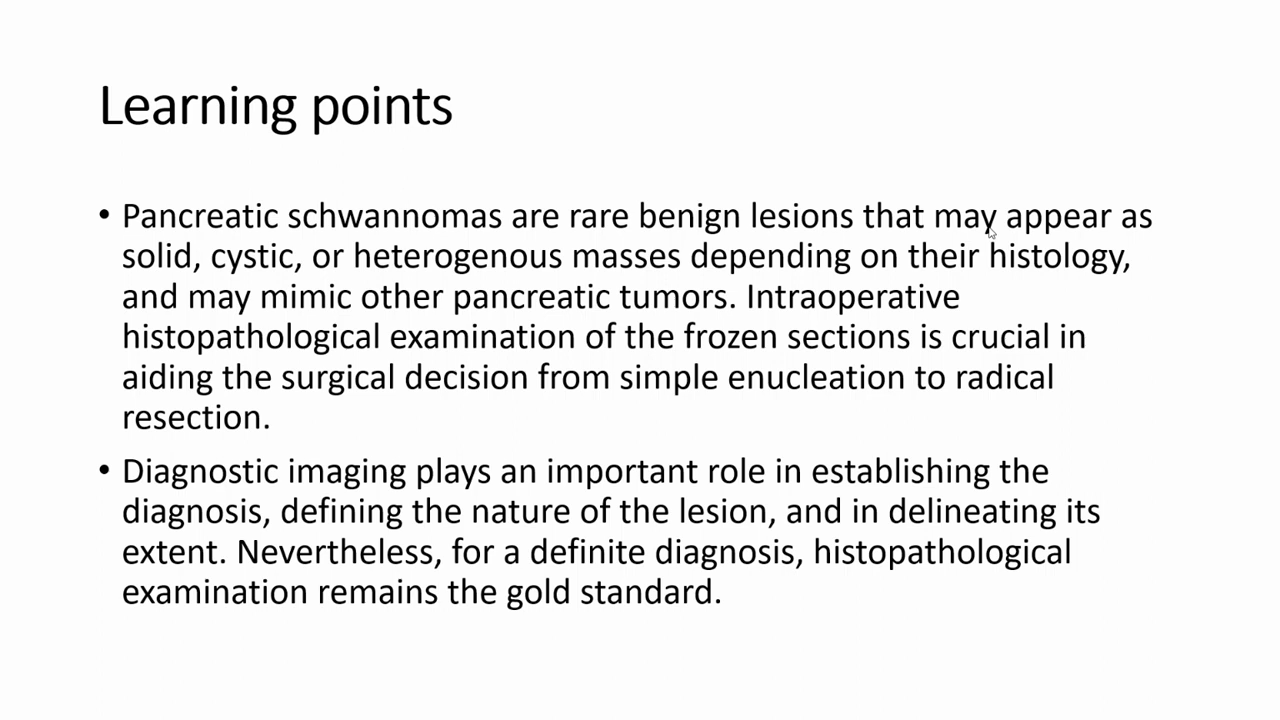 Learning points
• Pancreatic schwannomas are rare benign lesions that may appear as
solid, cystic, or heterogenous masses depending on their histology,
and may mimic other pancreatic tumors. Intraoperative
histopathological examination of the frozen sections is crucial in
aiding the surgical decision from simple enucleation to radical
resection.
• Diagnostic imaging plays an important role in establishing the
diagnosis, defining the nature of the lesion, and in delineating its
extent. Nevertheless, for a definite diagnosis, histopathological
examination remains the gold standard.